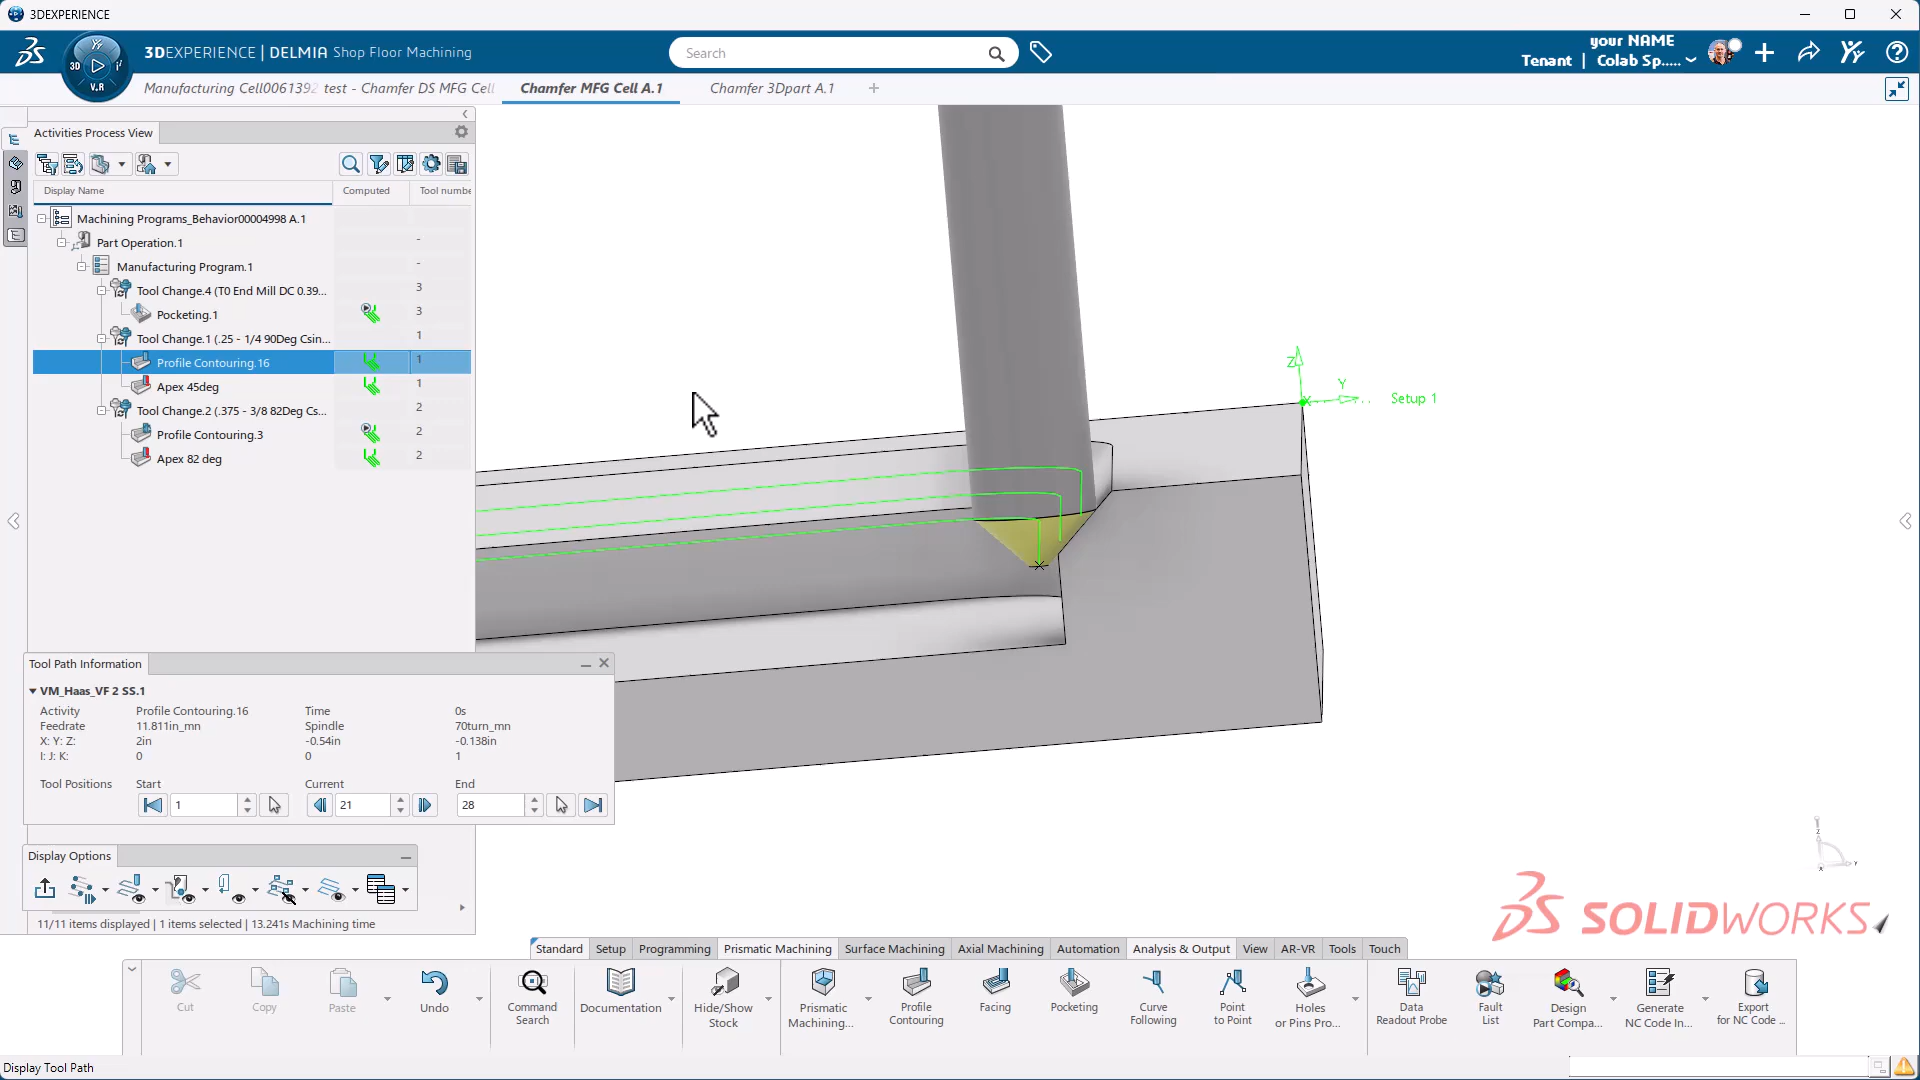 3DEXPERIENCE
3DEXPERIENCE | DELMIA Shop Floor Machining
Search
your NAME
Tenant Colab Sp.....
3D
V.R
Manufacturing Cell0061392 test - Chamfer DS MFG Cell Chamfer MFG Cell A.1 Chamfer 3Dpart A.1 +
Activities Process View
Display Name Computed Tool numbe
Machining Programs_Behavior00004998 A.1
Part Operation.1 -
Manufacturing Program.1 -
Tool Change.4 (T0 End Mill DC 0.39... 3
Pocketing.1 3
Tool Change.1 (.25 - 1/4 90Deg Csin... 1
Profile Contouring.16 1
Apex 45deg 1
Tool Change.2 (.375 - 3/8 82Deg Cs... 2
Profile Contouring.3 2
Apex 82 deg 2
Z
Y
X
Setup 1
Tool Path Information
VM_Haas_VF 2 SS.1
Activity Profile Contouring.16 Time 0s
Feedrate 11.811in_mn Spindle 70turn_mn
X: Y: Z: 2in -0.54in -0.138in
I: J: K: 0 0 1
Tool Positions Start Current End
1 21 28
Display Options
11/11 items displayed | 1 items selected | 13.241s Machining time
SOLIDWORKS
Standard Setup Programming Prismatic Machining Surface Machining Axial Machining Automation Analysis & Output View AR-VR Tools Touch
Cut Copy Paste Undo Command Search Documentation Hide/Show Stock Prismatic Machining... Profile Contouring Facing Pocketing Curve Following Point to Point Holes or Pins Pro... Data Readout Probe Fault List Design Part Compa... Generate NC Code In... Export for NC Code ...
Display Tool Path